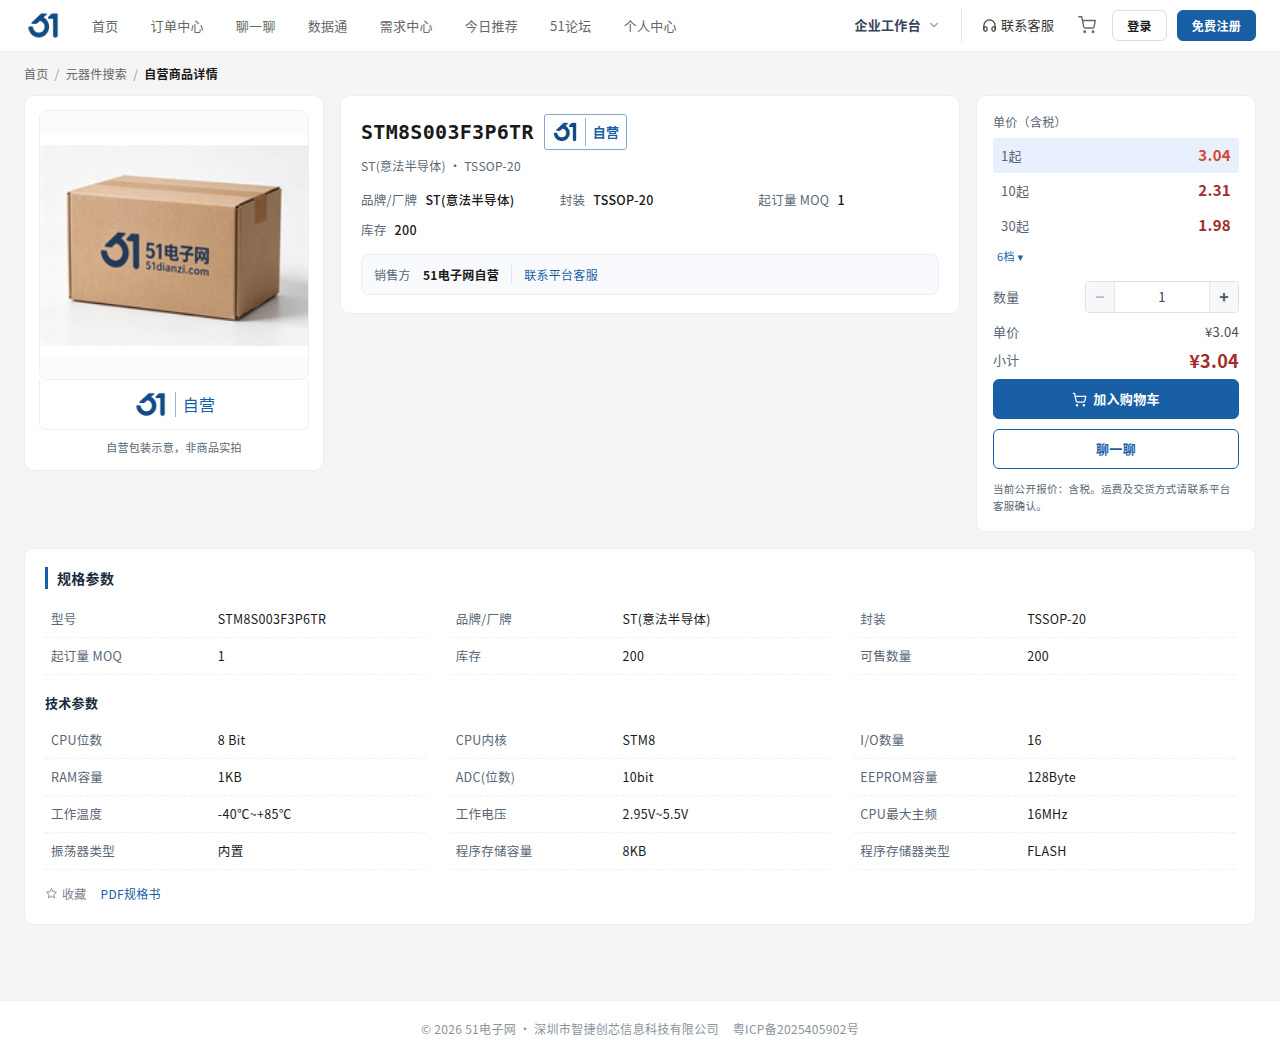 51 首页 订单中心 聊一聊 数据通 需求中心 今日推荐 51论坛 个人中心 企业工作台 联系客服 登录 免费注册
首页 / 元器件搜索 / 自营商品详情
51电子网
51dianzi.com
51 自营
自营包装示意，非商品实拍
STM8S003F3P6TR 51 自营
ST(意法半导体) · TSSOP-20
品牌/厂牌 ST(意法半导体) 封装 TSSOP-20 起订量 MOQ 1
库存 200
销售方 51电子网自营 联系平台客服
单价（含税）
1起 3.04
10起 2.31
30起 1.98
6档 ▾
数量 − 1 +
单价 ¥3.04
小计 ¥3.04
加入购物车
聊一聊
当前公开报价：含税。运费及交货方式请联系平台
客服确认。
规格参数
型号 STM8S003F3P6TR 品牌/厂牌 ST(意法半导体) 封装 TSSOP-20
起订量 MOQ 1 库存 200 可售数量 200
技术参数
CPU位数 8 Bit CPU内核 STM8 I/O数量 16
RAM容量 1KB ADC(位数) 10bit EEPROM容量 128Byte
工作温度 -40℃~+85℃ 工作电压 2.95V~5.5V CPU最大主频 16MHz
振荡器类型 内置 程序存储容量 8KB 程序存储器类型 FLASH
收藏 PDF规格书
© 2026 51电子网 · 深圳市智捷创芯信息科技有限公司 粤ICP备2025405902号